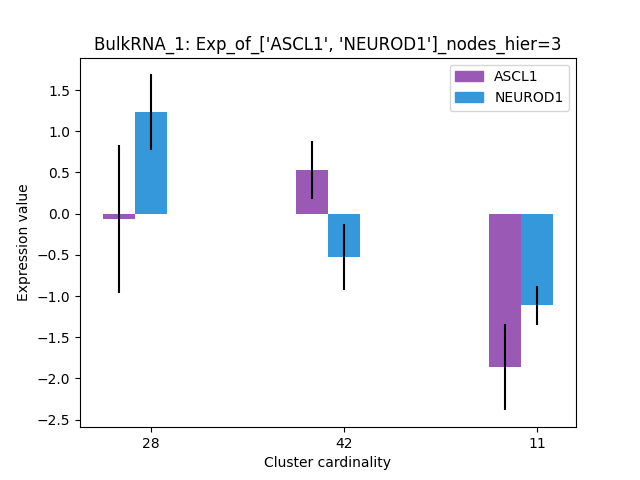 BulkRNA_1: Exp_of_['ASCL1', 'NEUROD1']_nodes_hier=3
ASCL1
NEUROD1
1.5
1.0
0.5
0.0
−0.5
−1.0
−1.5
−2.0
−2.5
Expression value
28
42
11
Cluster cardinality